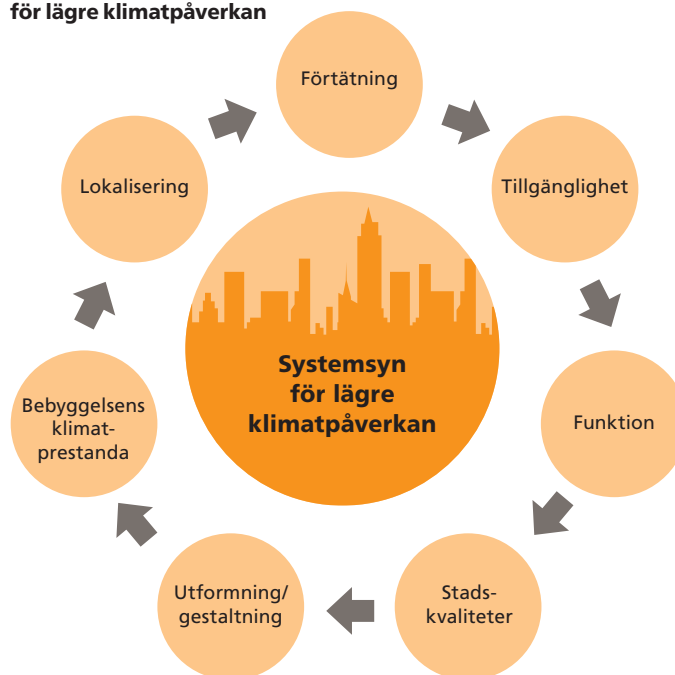 för lägre klimatpåverkan
Förtätning
Tillgänglighet
Funktion
Stads-
kvaliteter
Utformning/
gestaltning
Bebyggelsens
klimat-
prestanda
Lokalisering
Systemsyn
för lägre
klimatpåverkan